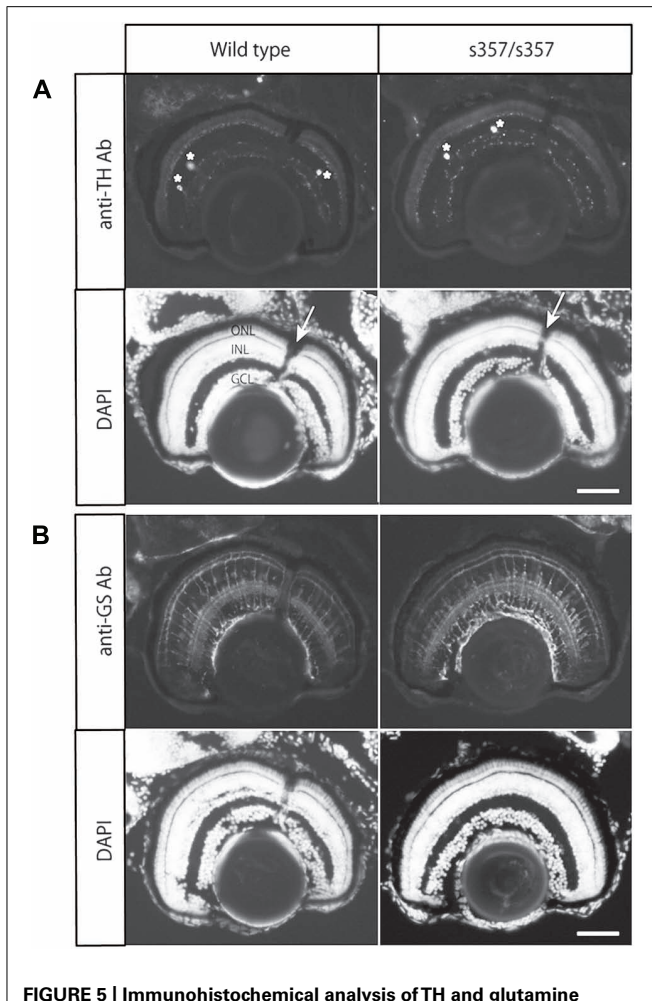 Wild type s357/s357
A
anti-TH Ab
DAPI
ONL
INL
GCL
B
anti-GS Ab
DAPI
FIGURE 5 | Immunohistochemical analysis of TH and glutamine